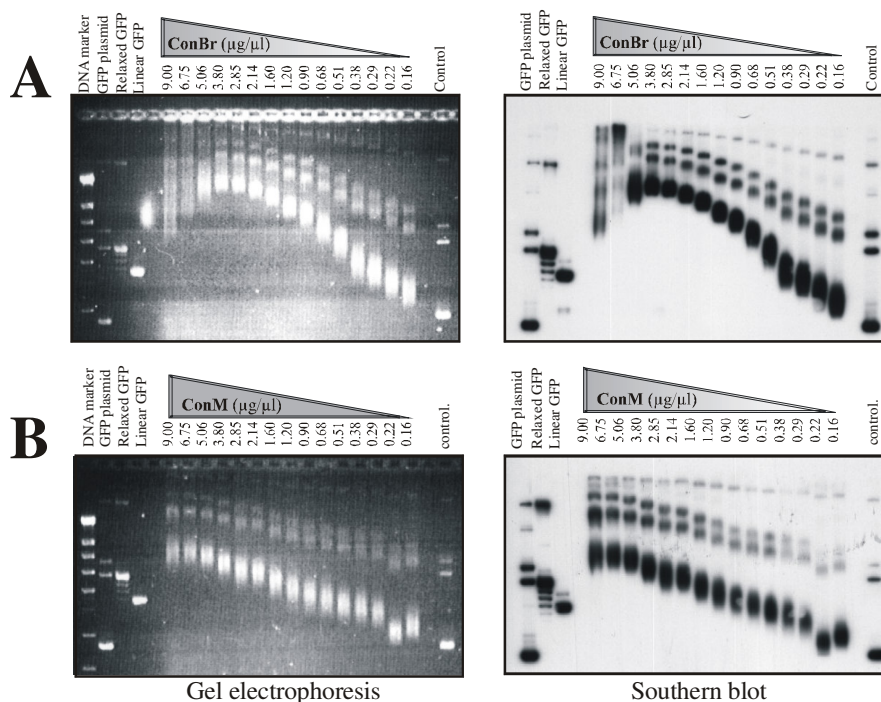 A
DNA marker
GFP plasmid
Relaxed GFP
Linear GFP
ConBr (µg/µl)
9.00
6.75
5.06
3.80
2.85
2.14
1.60
1.20
0.90
0.68
0.51
0.38
0.29
0.22
0.16
Control
GFP plasmid
Relaxed GFP
Linear GFP
ConBr (µg/µl)
9.00
6.75
5.06
3.80
2.85
2.14
1.60
1.20
0.90
0.68
0.51
0.38
0.29
0.22
0.16
Control
B
DNA marker
GFP plasmid
Relaxed GFP
Linear GFP
ConM (µg/µl)
9.00
6.75
5.06
3.80
2.85
2.14
1.60
1.20
0.90
0.68
0.51
0.38
0.29
0.22
0.16
control.
GFP plasmid
Relaxed GFP
Linear GFP
ConM (µg/µl)
9.00
6.75
5.06
3.80
2.85
2.14
1.60
1.20
0.90
0.68
0.51
0.38
0.29
0.22
0.16
control.
Gel electrophoresis
Southern blot